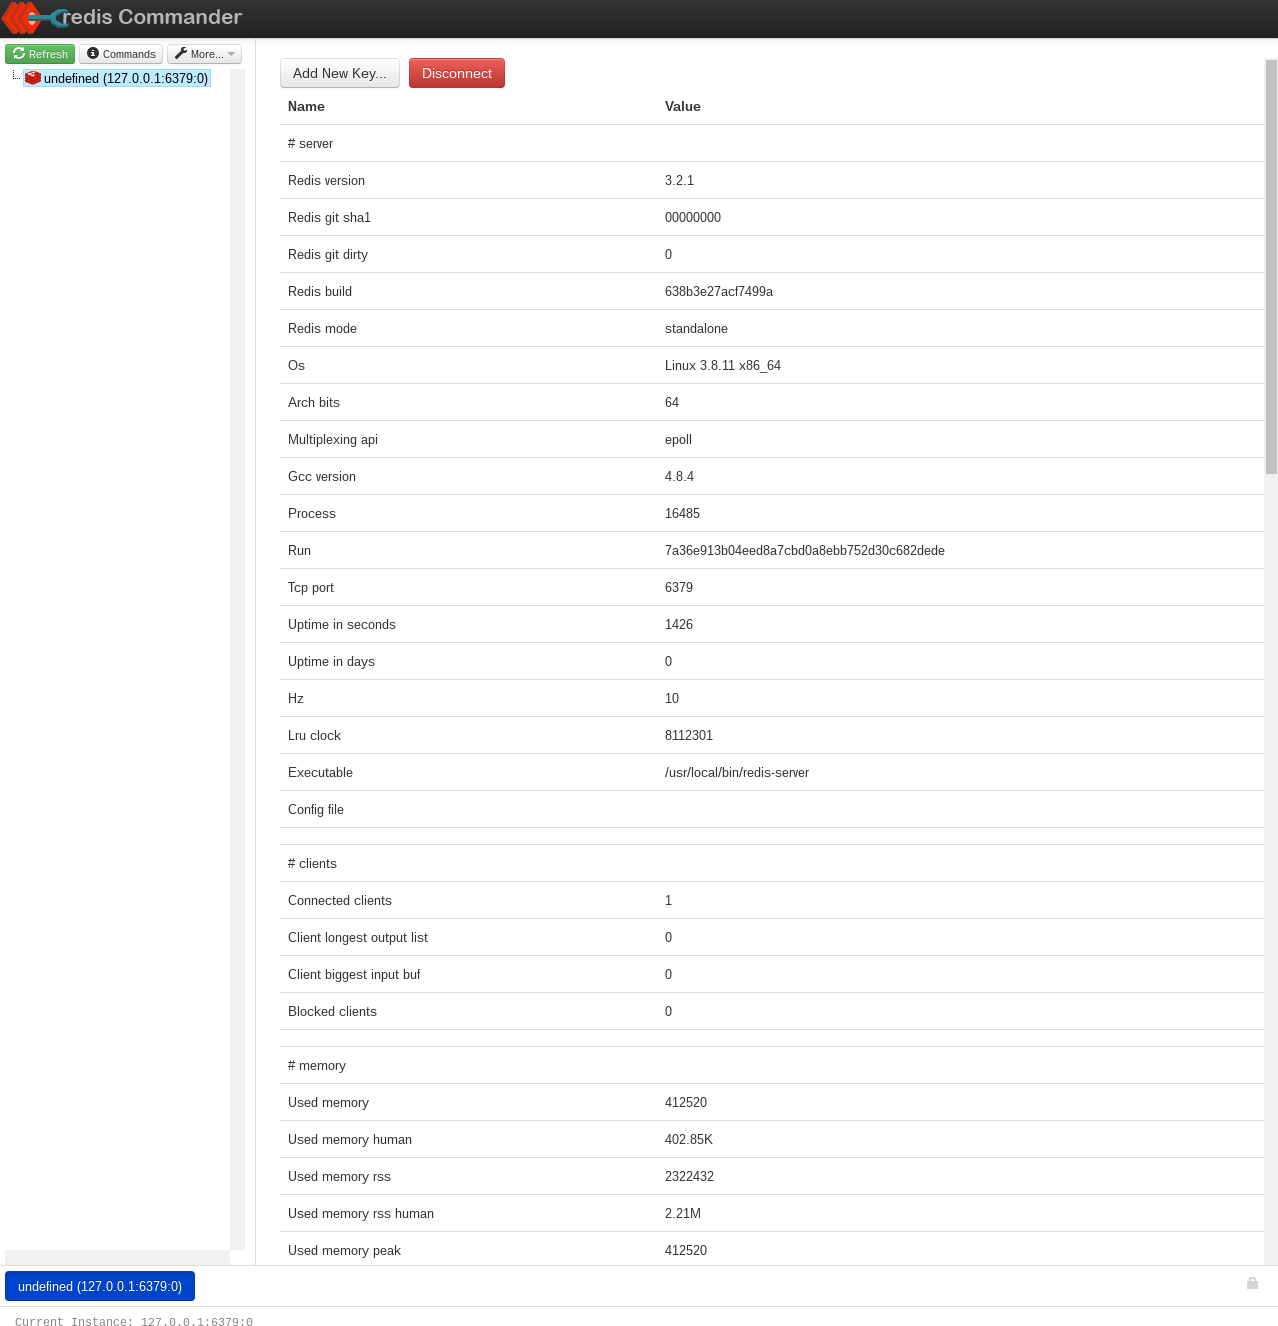 redis Commander
Refresh Commands More...
undefined (127.0.0.1:6379:0)
Add New Key... Disconnect
Name Value
# server
Redis version 3.2.1
Redis git sha1 00000000
Redis git dirty 0
Redis build 638b3e27acf7499a
Redis mode standalone
Os Linux 3.8.11 x86_64
Arch bits 64
Multiplexing api epoll
Gcc version 4.8.4
Process 16485
Run 7a36e913b04eed8a7cbd0a8ebb752d30c682dede
Tcp port 6379
Uptime in seconds 1426
Uptime in days 0
Hz 10
Lru clock 8112301
Executable /usr/local/bin/redis-server
Config file
# clients
Connected clients 1
Client longest output list 0
Client biggest input buf 0
Blocked clients 0
# memory
Used memory 412520
Used memory human 402.85K
Used memory rss 2322432
Used memory rss human 2.21M
Used memory peak 412520
undefined (127.0.0.1:6379:0)
Current Instance: 127.0.0.1:6379:0